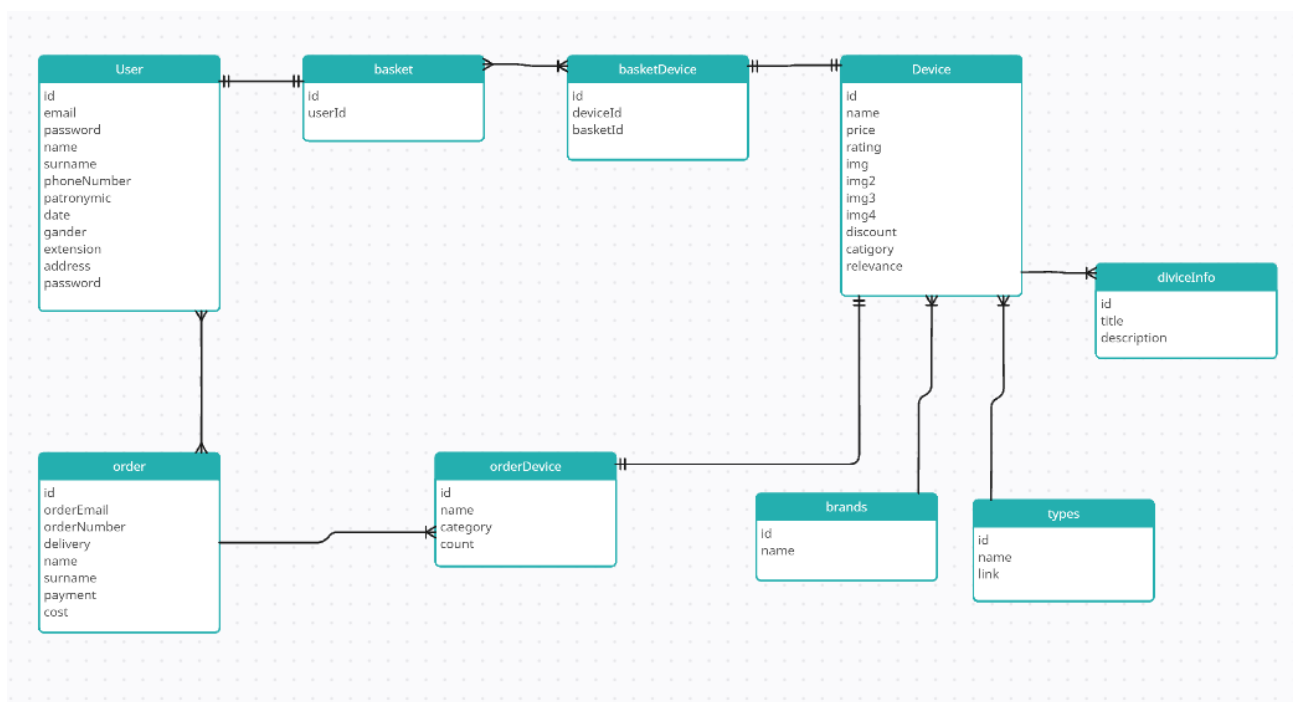 User
id
email
password
name
surname
phoneNumber
patronymic
date
gander
extension
address
password
basket
id
userId
basketDevice
id
deviceId
basketId
Device
id
name
price
rating
img
img2
img3
img4
discount
catigory
relevance
diviceInfo
id
title
description
order
id
orderEmail
orderNumber
delivery
name
surname
payment
cost
orderDevice
id
name
category
count
brands
id
name
types
id
name
link